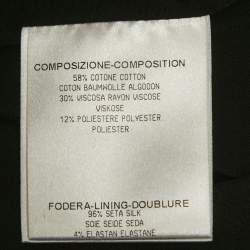 COMPOSIZIONE-COMPOSITION
58% COTONE COTTON
COTON BAUMWOLLE ALGODON
30% VISCOSA RAYON VISCOSE
VISKOSE
12% POLIESTERE POLYESTER
POLIESTER
FODERA-LINING-DOUBLURE
96% SETA SILK
SOIE SEIDE SEDA
4% ELASTAN ELASTANE